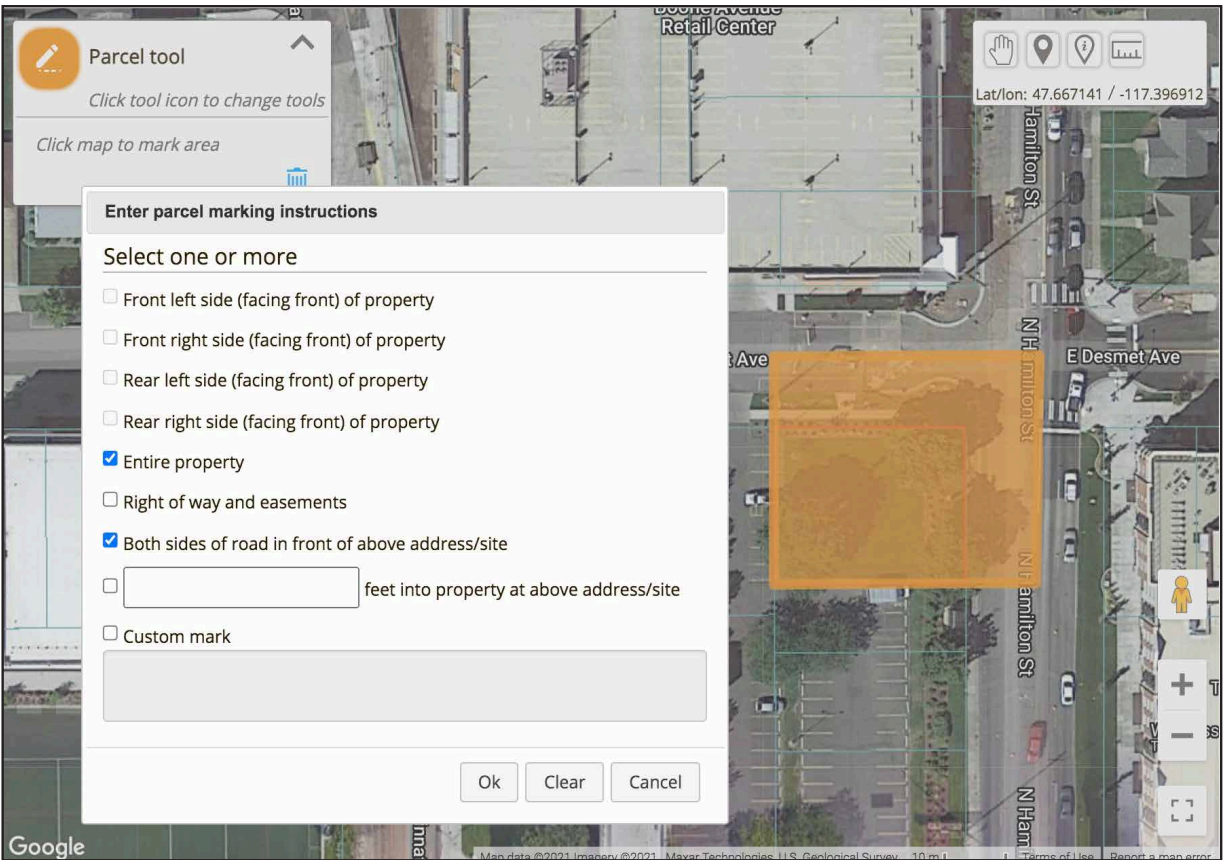 Parcel tool
Click tool icon to change tools
Click map to mark area
Boone Avenue
Retail Center
Lat/lon: 47.667141 / -117.396912
Hamilton St
Enter parcel marking instructions
Select one or more
Front left side (facing front) of property
Front right side (facing front) of property
Rear left side (facing front) of property
Rear right side (facing front) of property
Entire property
Right of way and easements
Both sides of road in front of above address/site
feet into property at above address/site
Custom mark
Ok
Clear
Cancel
Ave
E Desmet Ave
N Hamilton St
N Hamilton St
N Ham
Google
Map data ©2021 Imagery ©2021 , Maxar Technologies, U.S. Geological Survey
10 m
Terms of Use
Report a map error